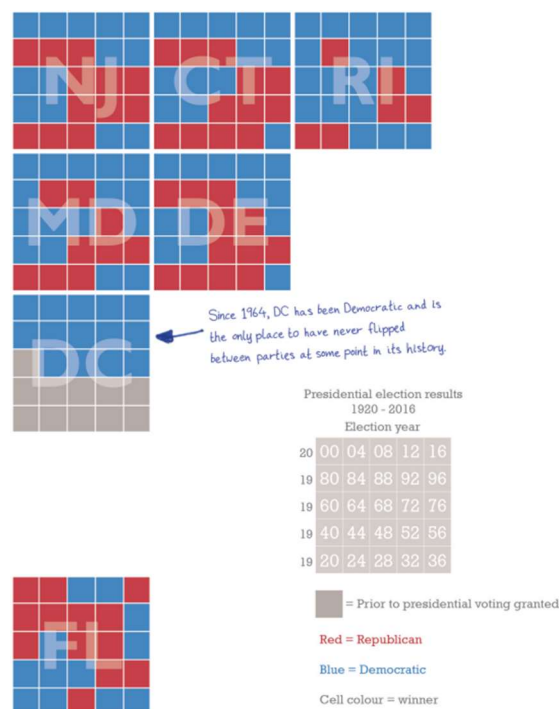 NJ
CT
RI
MD
DE
DC
Since 1964, DC has been Democratic and is
the only place to have never flipped
between parties at some point in its history.
Presidential election results
1920 - 2016
Election year
20 00 04 08 12 16
19 80 84 88 92 96
19 60 64 68 72 76
19 40 44 48 52 56
19 20 24 28 32 36
= Prior to presidential voting granted
FL
Red = Republican
Blue = Democratic
Cell colour = winner